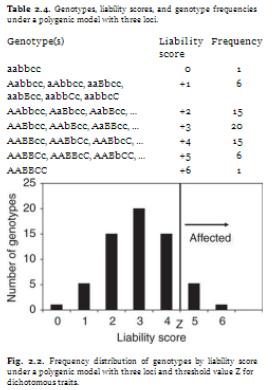 Table 2.4. Genotypes, liability scores, and genotype frequencies
under a polygenic model with three loci.
Genotype(s) Liability Frequency
score
aabbcc 0 1
Aabbcc, aAbbcc, aaBbcc, +1 6
aabBcc, aabbCc, aabbcC
AAbbcc, AaBbcc, AabBcc, ... +2 15
AABbcc, AAbBcc, AaBBcc, ... +3 20
AABBcc, AABbCc, AABbcC, ... +4 15
AABBCc, AABBcC, AABbCC, ... +5 6
AABBCC +6 1
25
20
15
10
5
0
Number of genotypes
Affected
0 1 2 3 4 Z 5 6
Liability score
Fig. 2.2. Frequency distribution of genotypes by liability score
under a polygenic model with three loci and threshold value Z for
dichotomous traits.